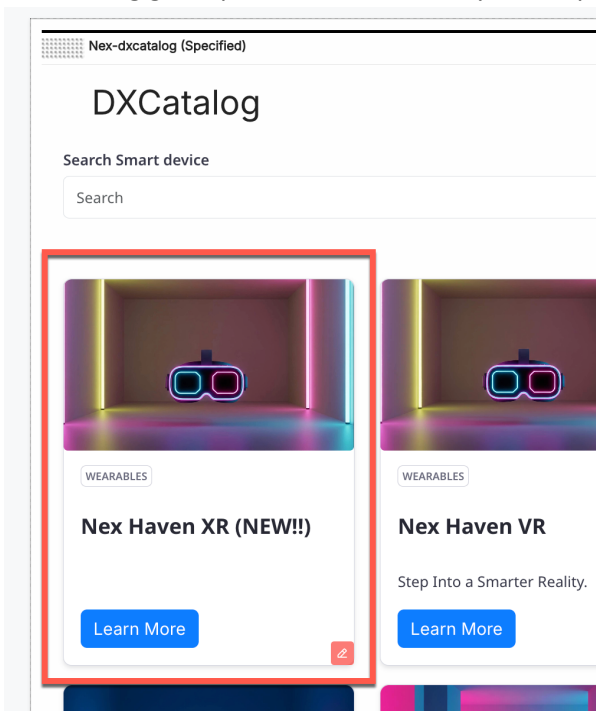 Nex-dxcatalog (Specified)
DXCatalog
Search Smart device
Search
WEARABLES
Nex Haven XR (NEW!!)
Learn More
WEARABLES
Nex Haven VR
Step Into a Smarter Reality.
Learn More